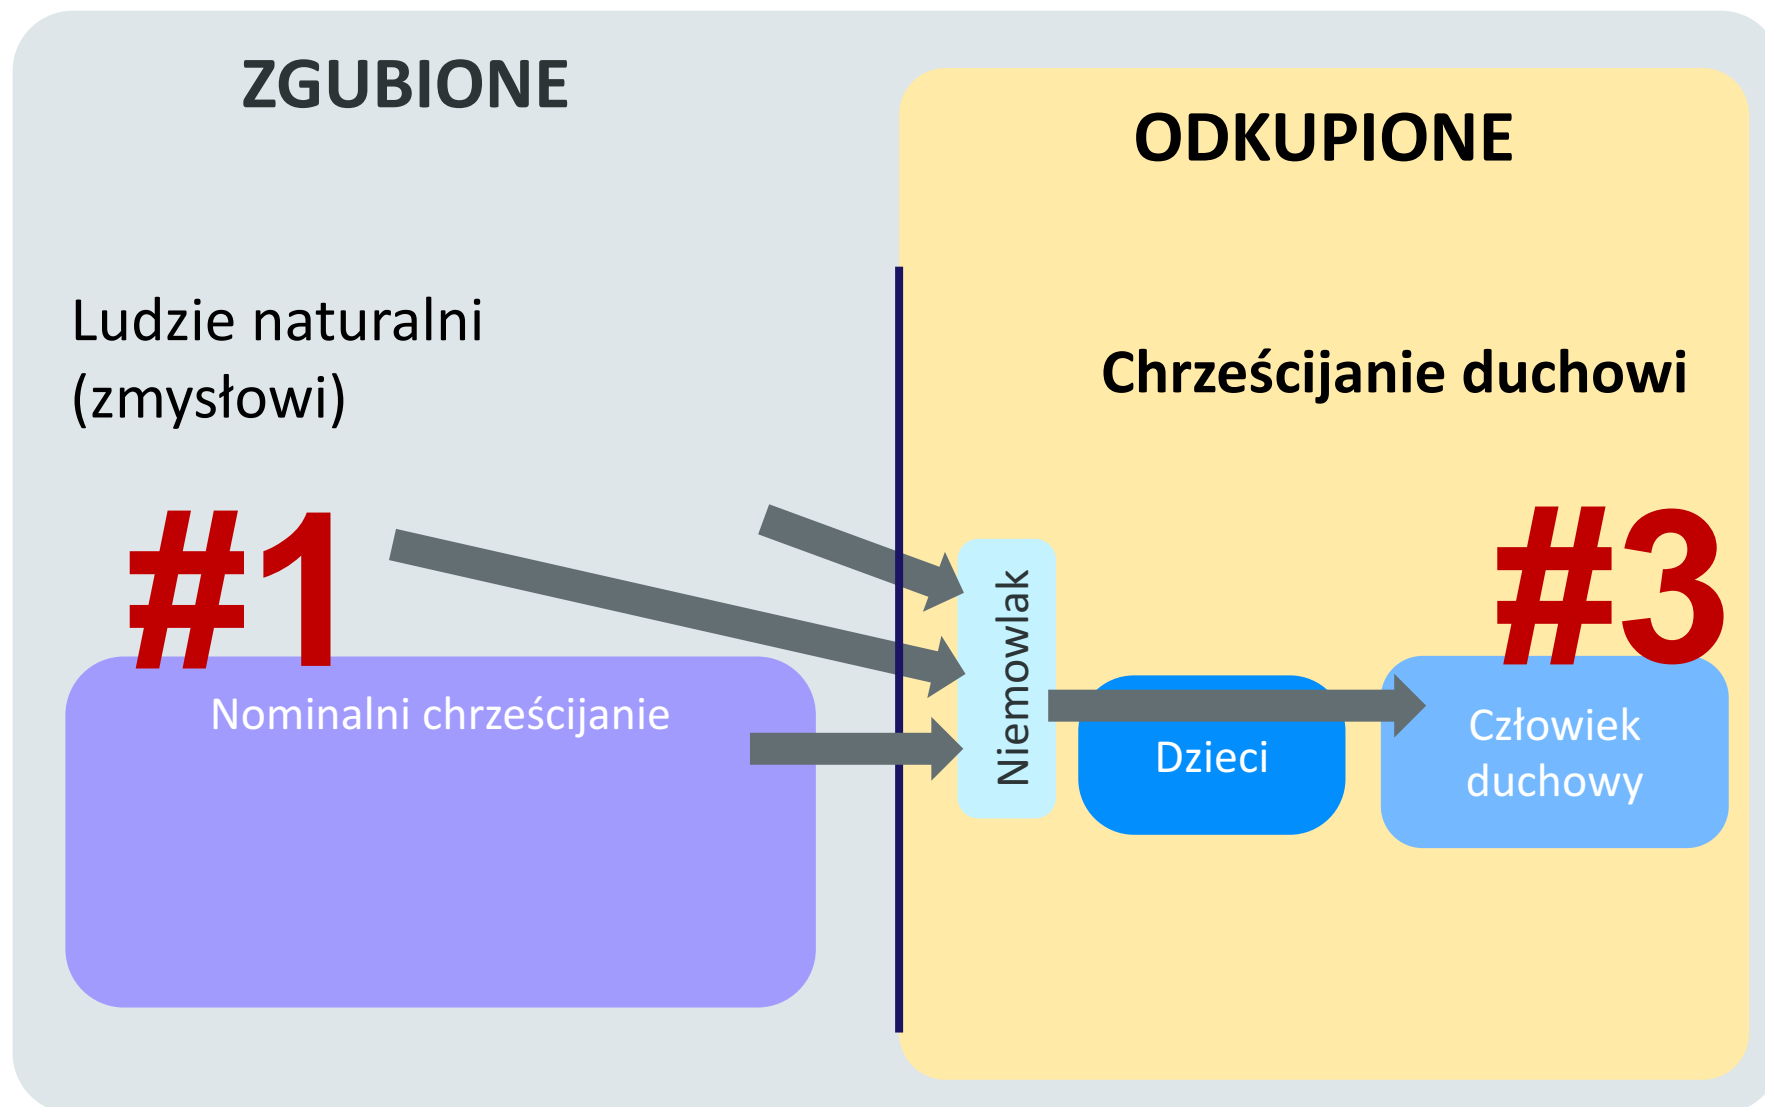 ZGUBIONE
ODKUPIONE
Ludzie naturalni
(zmysłowi)
Chrześcijanie duchowi
#1
#3
Nominalni chrześcijanie
Niemowlak
Dzieci
Człowiek
duchowy